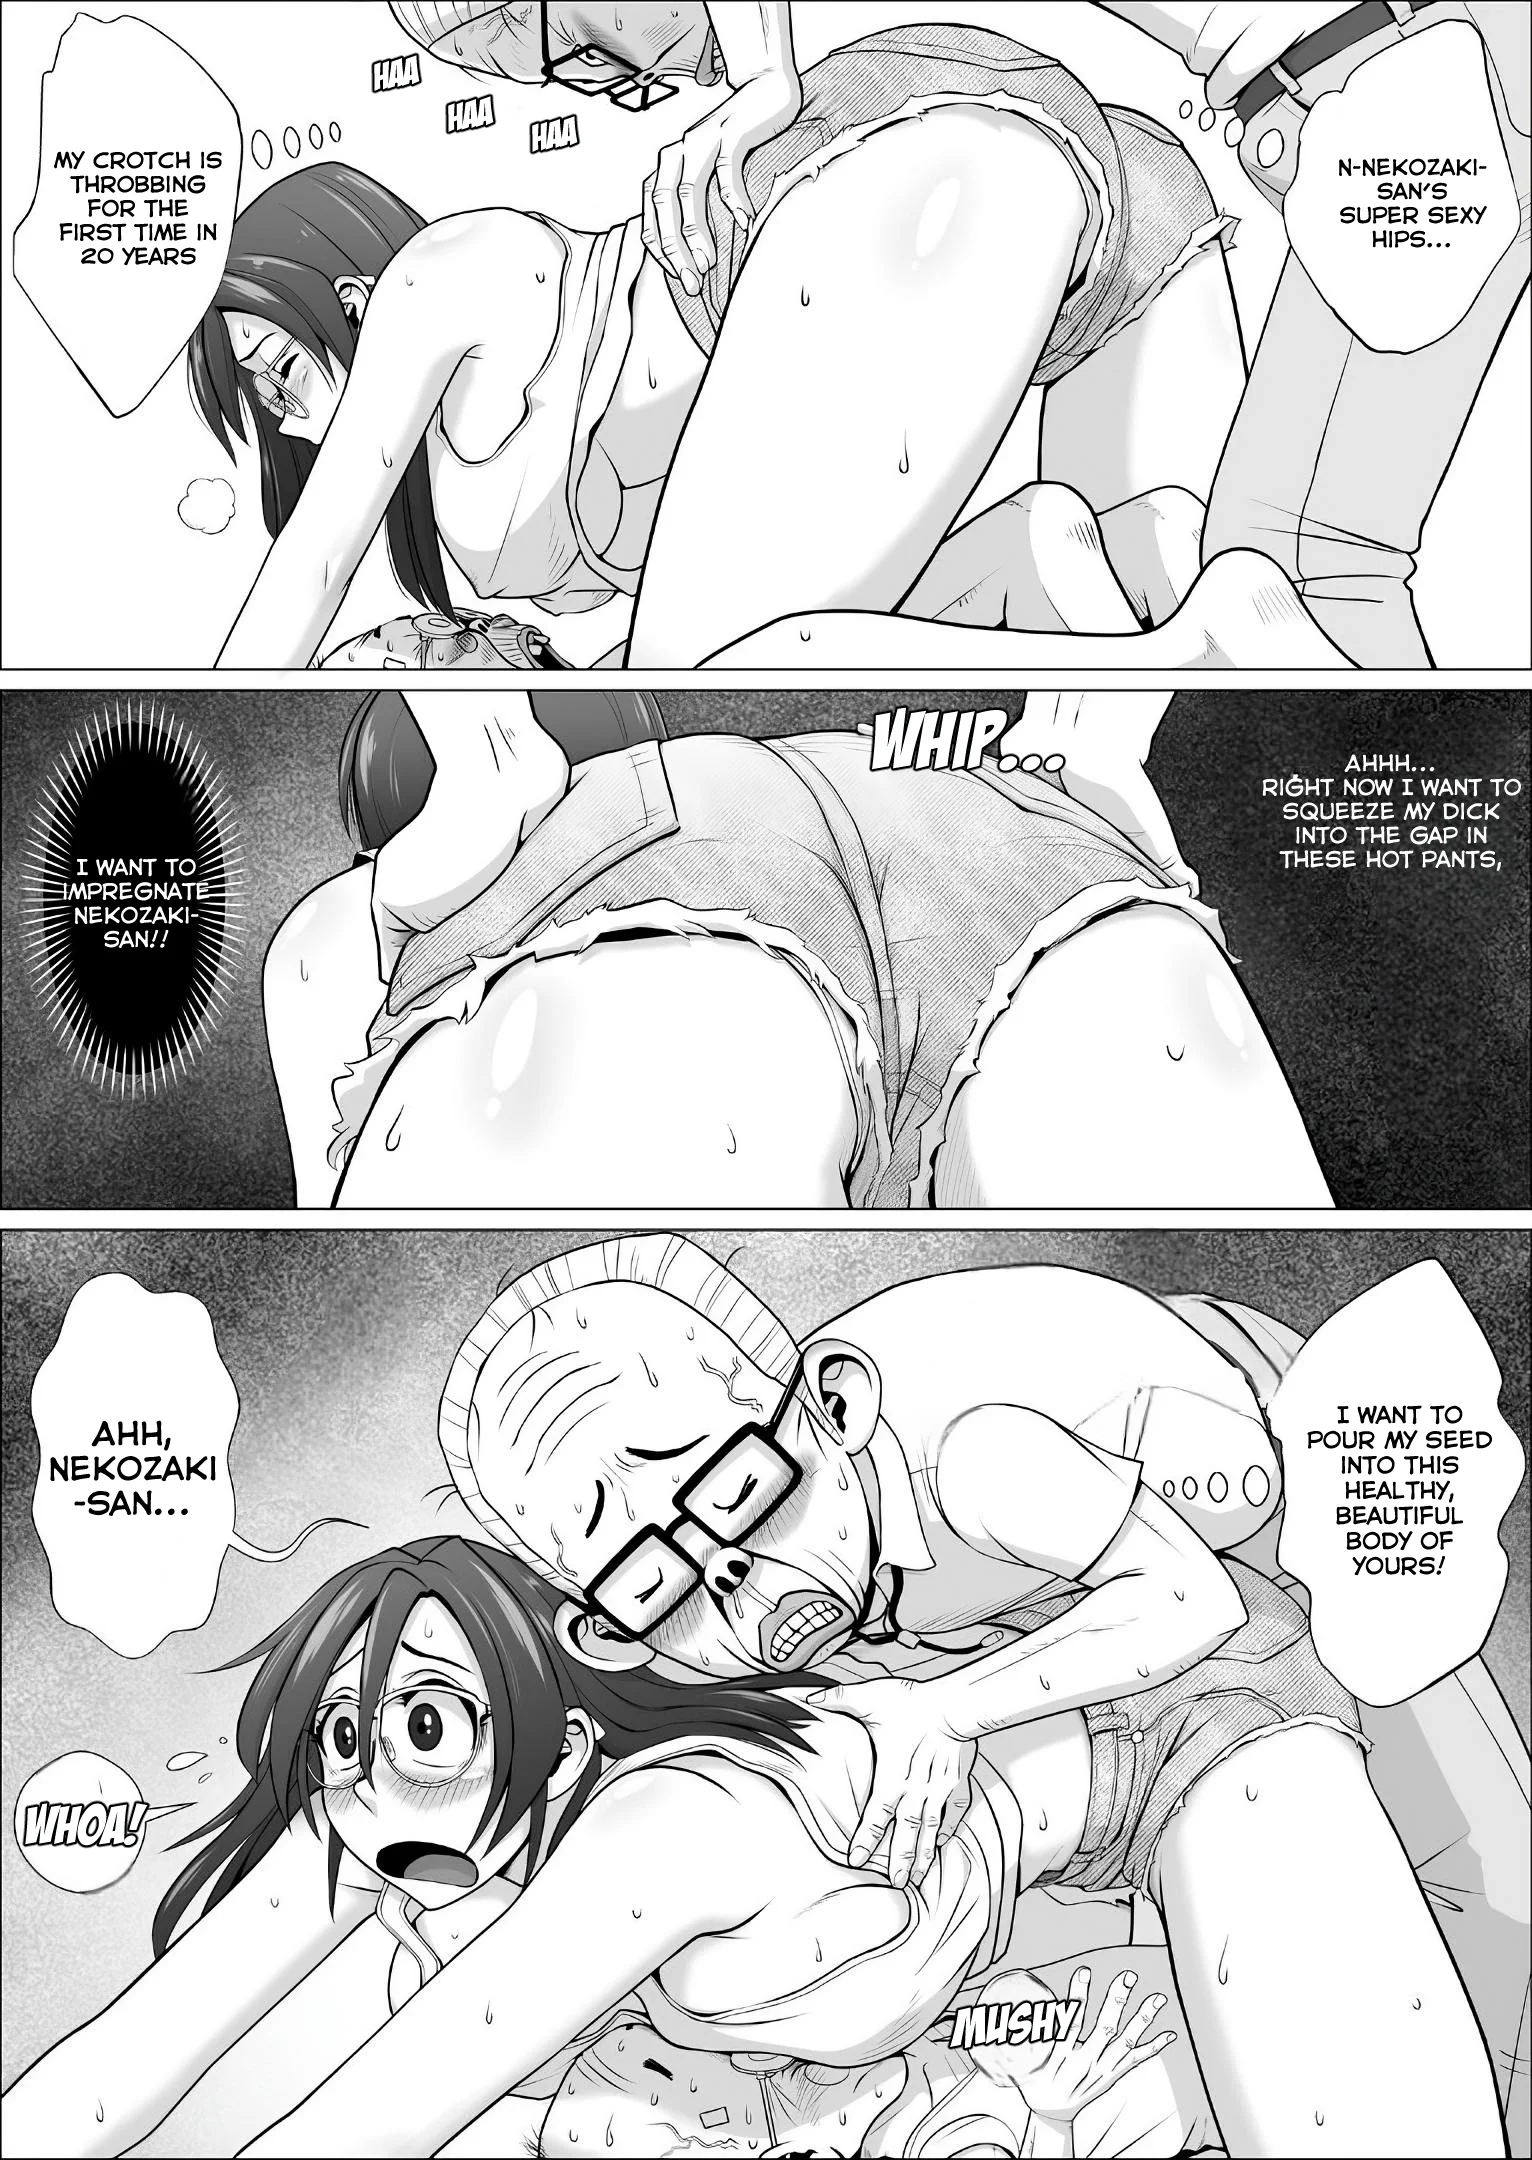 N-NEKOZAKI-
SAN'S
SUPER SEXY
HIPS...
HAA
HAA
HAA
MY CROTCH IS
THROBBING
FOR THE
FIRST TIME IN
20 YEARS
AHHH...
RIGHT NOW I WANT TO
SQUEEZE MY DICK
INTO THE GAP IN
THESE HOT PANTS,
WHIP...
I WANT TO
IMPREGNATE
NEKOZAKI-
SAN!!
I WANT TO
POUR MY SEED
INTO THIS
HEALTHY,
BEAUTIFUL
BODY OF
YOURS!
AHH,
NEKOZAKI
-SAN...
WHOA!
MUSHY